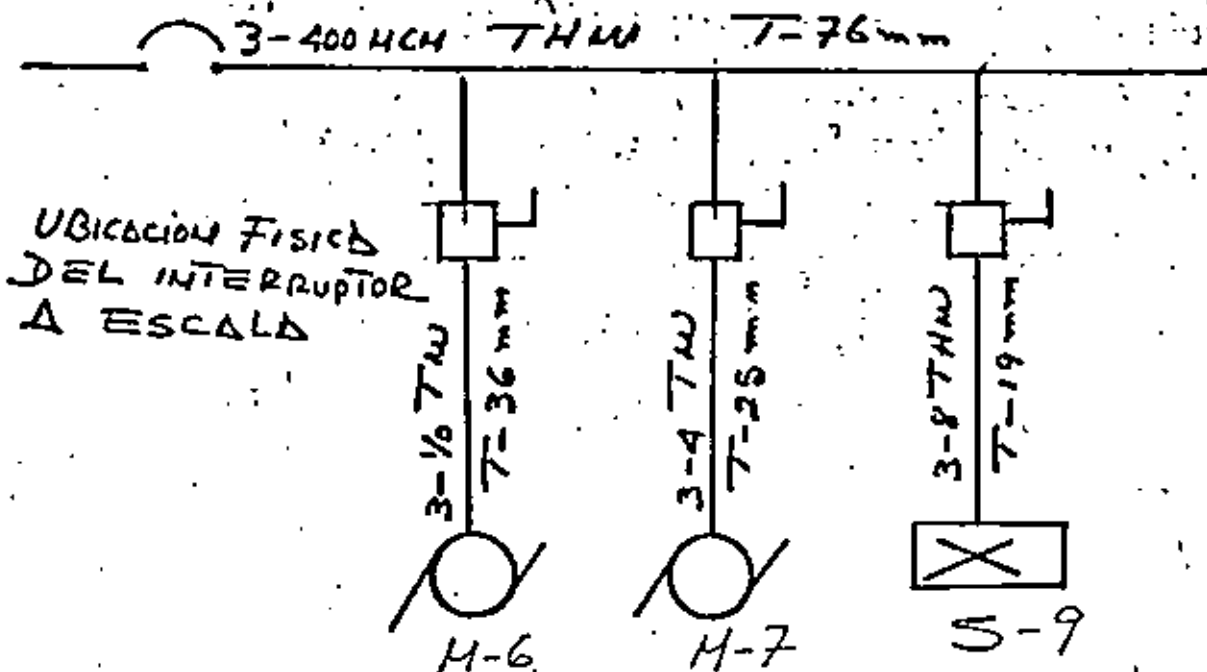 3-400 MCM THW T-76mm
UBICACION FISICA
DEL INTERRUPTOR
A ESCALA
3-1/0 TW
T-36mm
3-4 TW
T-25mm
3-8 THW
T-19mm
M-6
M-7
S-9